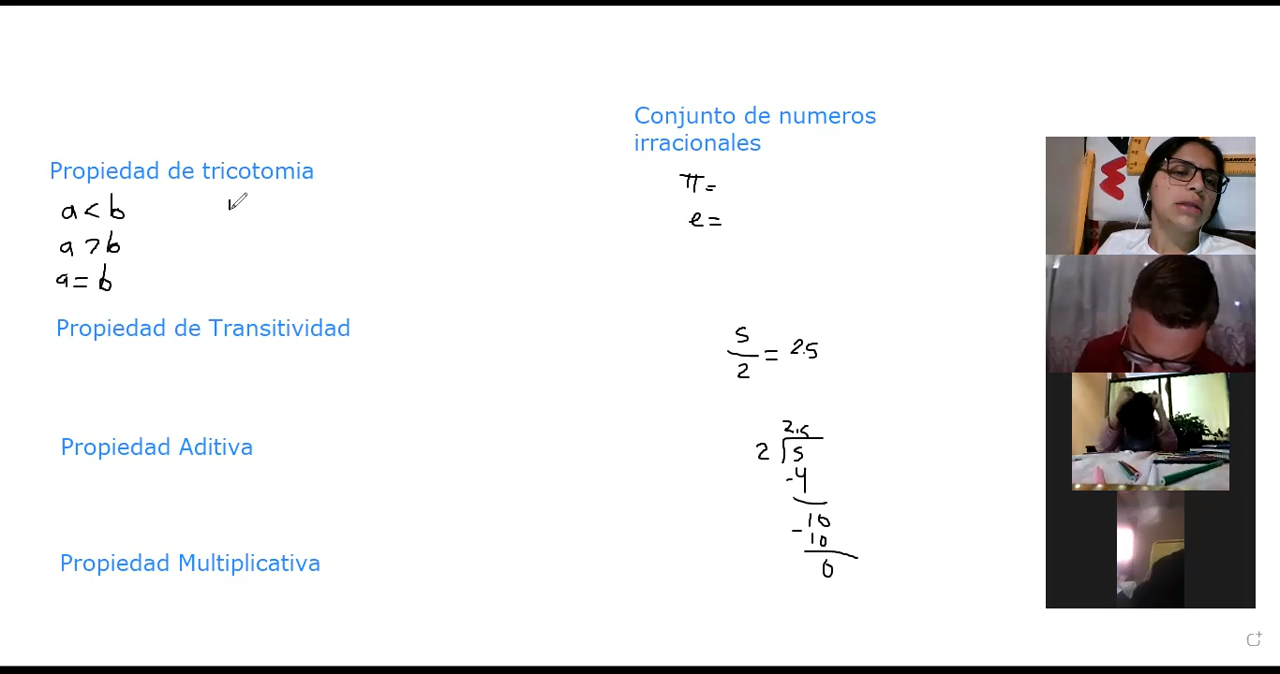 Propiedad de tricotomia
a < b
a > b
a = b
Propiedad de Transitividad
Propiedad Aditiva
Propiedad Multiplicativa
Conjunto de numeros
irracionales
π =
e =
5
2
= 2.5
2.5
2 5
-4
-10
10
0